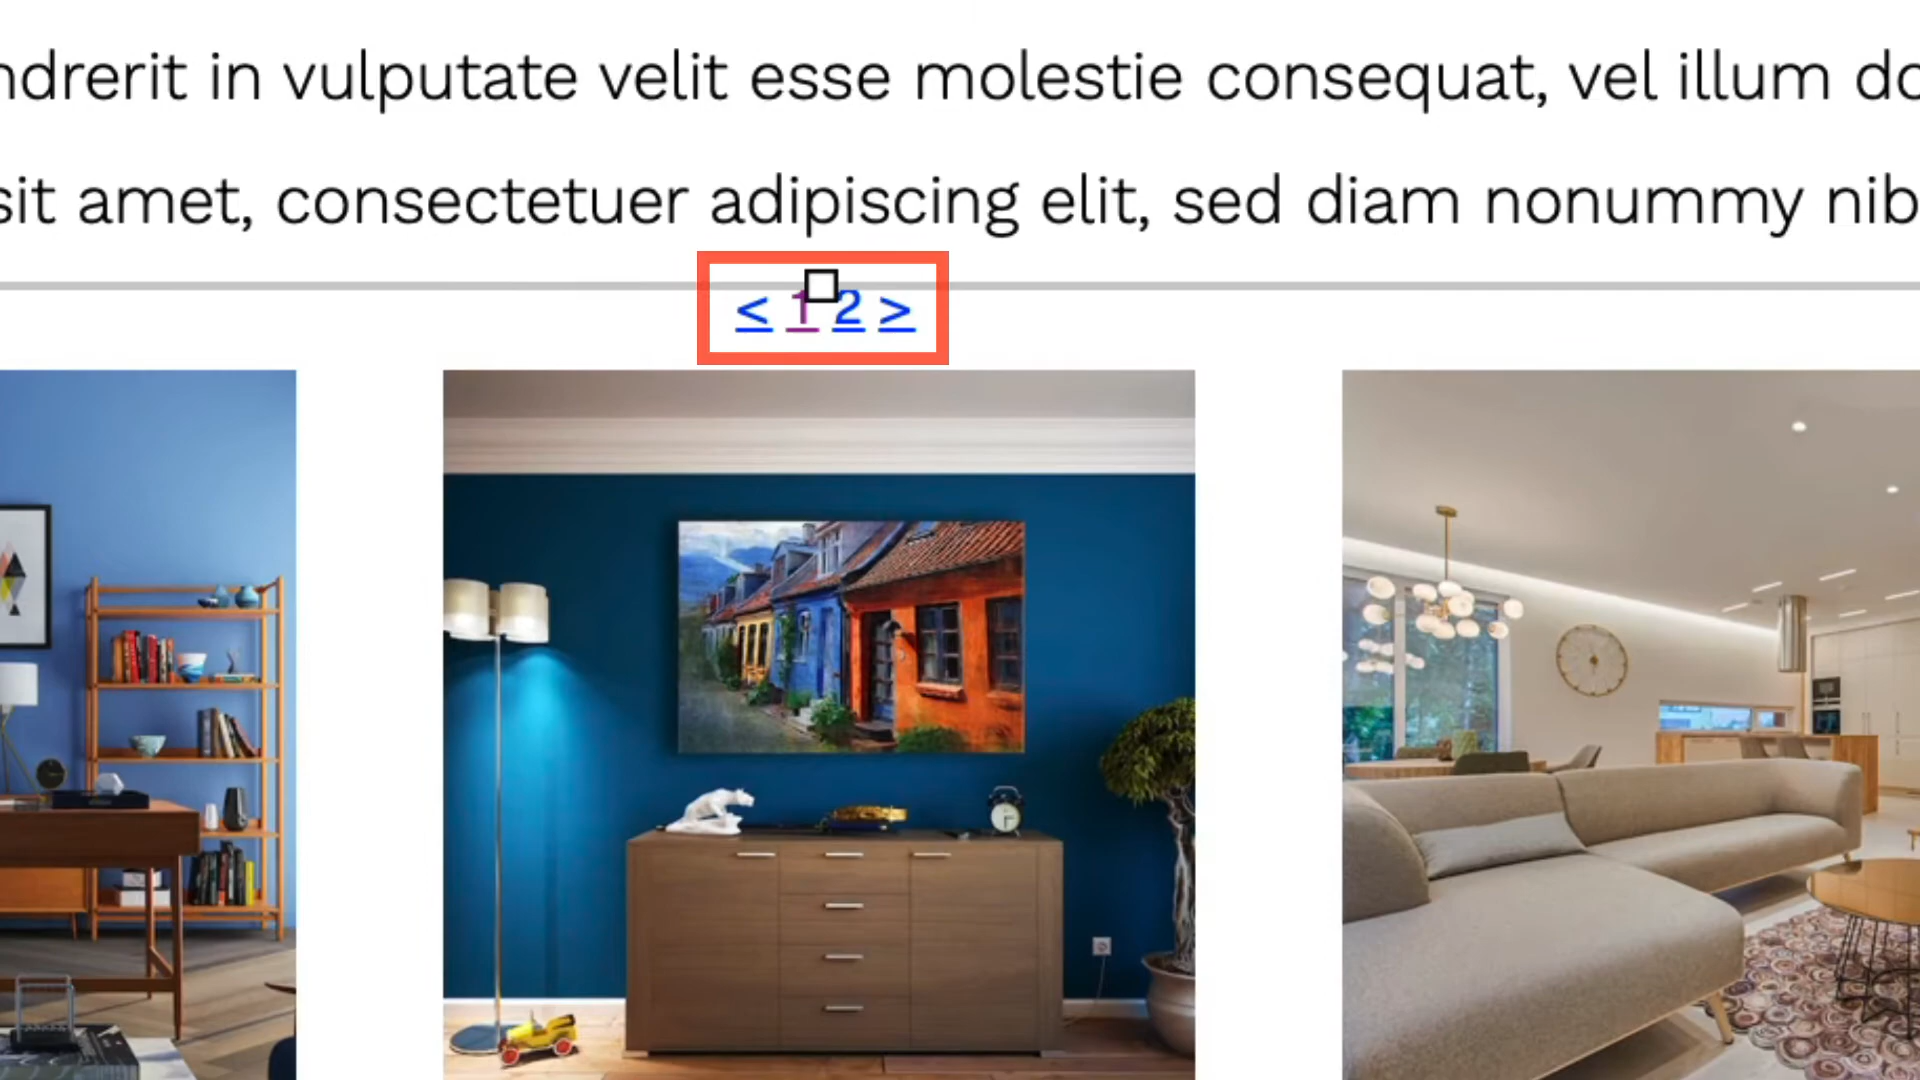 ndrerit in vulputate velit esse molestie consequat, vel illum do
sit amet, consectetuer adipiscing elit, sed diam nonummy nib
< 1 2 >